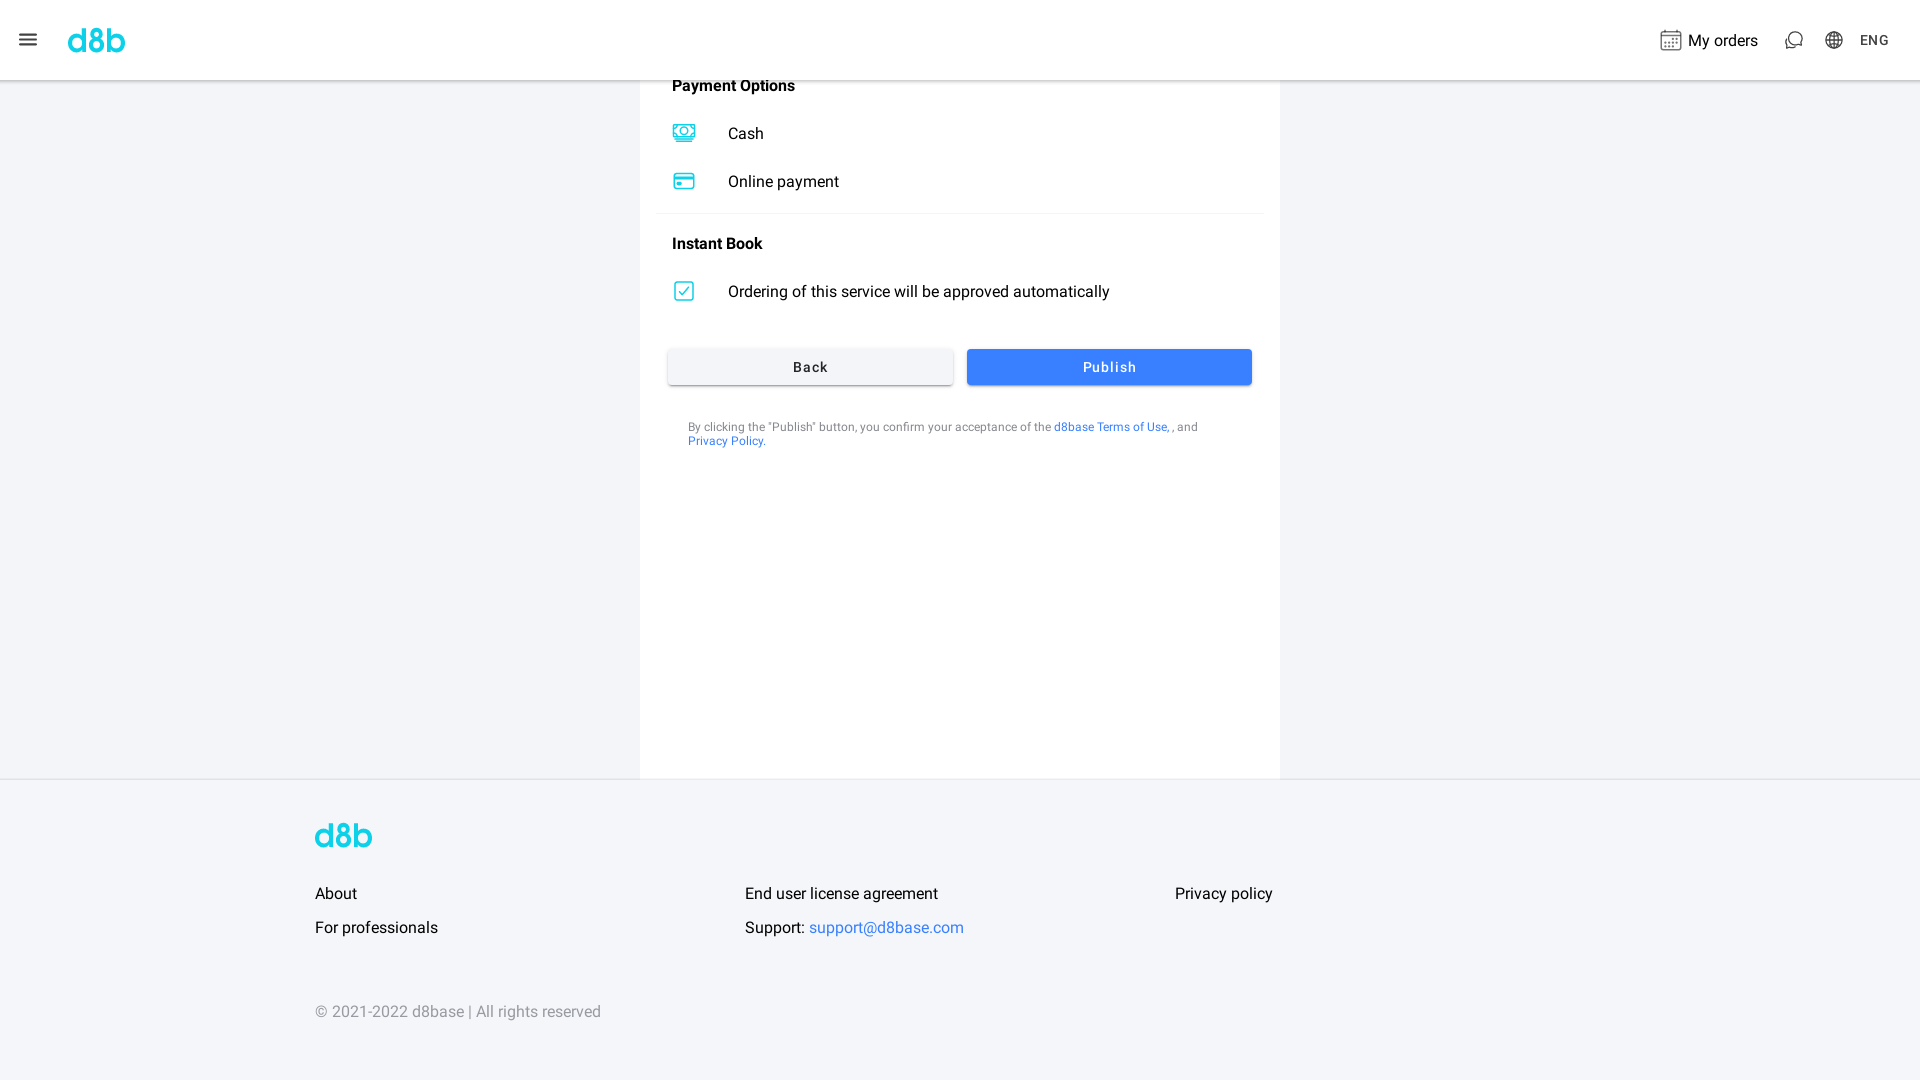 d8b
My orders
ENG
Payment Options
Cash
Online payment
Instant Book
Ordering of this service will be approved automatically
Back
Publish
By clicking the "Publish" button, you confirm your acceptance of the d8base Terms of Use, , and
Privacy Policy.
d8b
About
End user license agreement
Privacy policy
For professionals
Support: support@d8base.com
© 2021-2022 d8base | All rights reserved